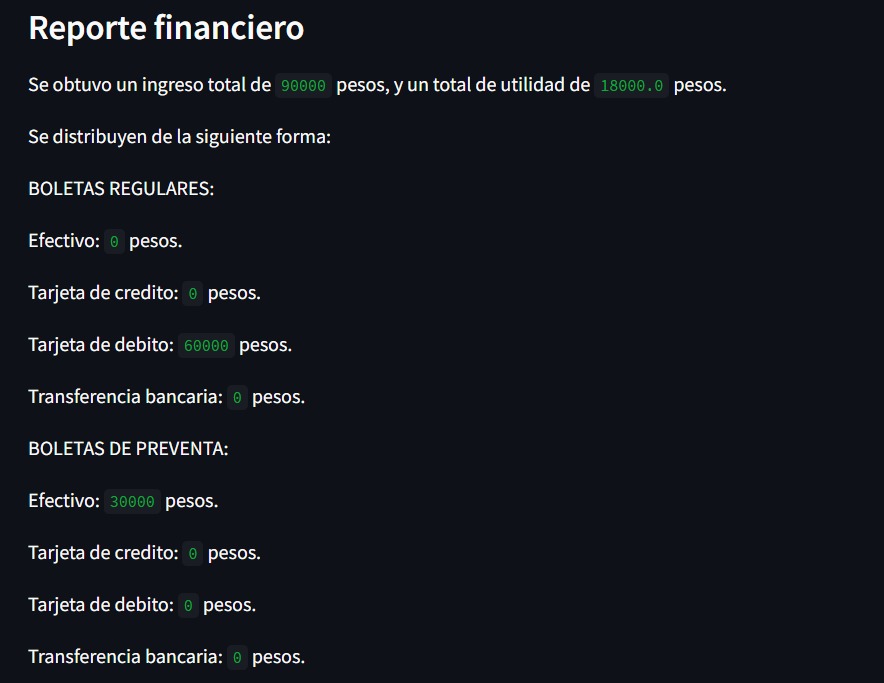 Reporte financiero
Se obtuvo un ingreso total de 90000 pesos, y un total de utilidad de 18000.0 pesos.
Se distribuyen de la siguiente forma:
BOLETAS REGULARES:
Efectivo: 0 pesos.
Tarjeta de credito: 0 pesos.
Tarjeta de debito: 60000 pesos.
Transferencia bancaria: 0 pesos.
BOLETAS DE PREVENTA:
Efectivo: 30000 pesos.
Tarjeta de credito: 0 pesos.
Tarjeta de debito: 0 pesos.
Transferencia bancaria: 0 pesos.